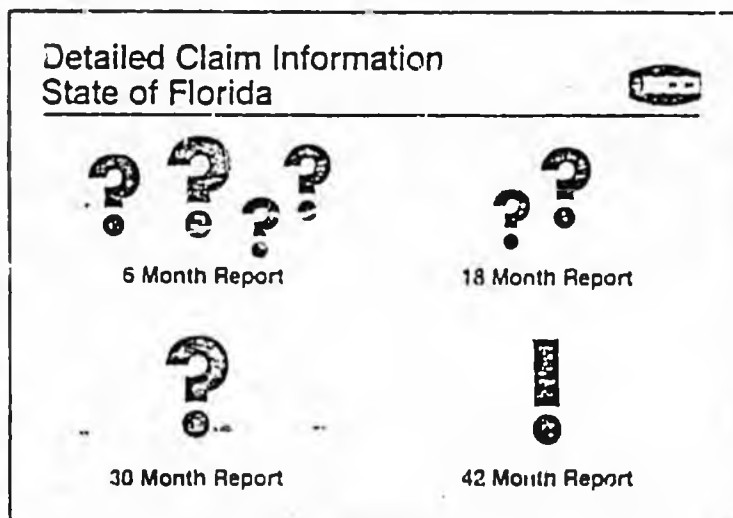 Detailed Claim Information
State of Florida
? ? ? ?
6 Month Report
? ?
18 Month Report
?
30 Month Report
!
42 Month Report